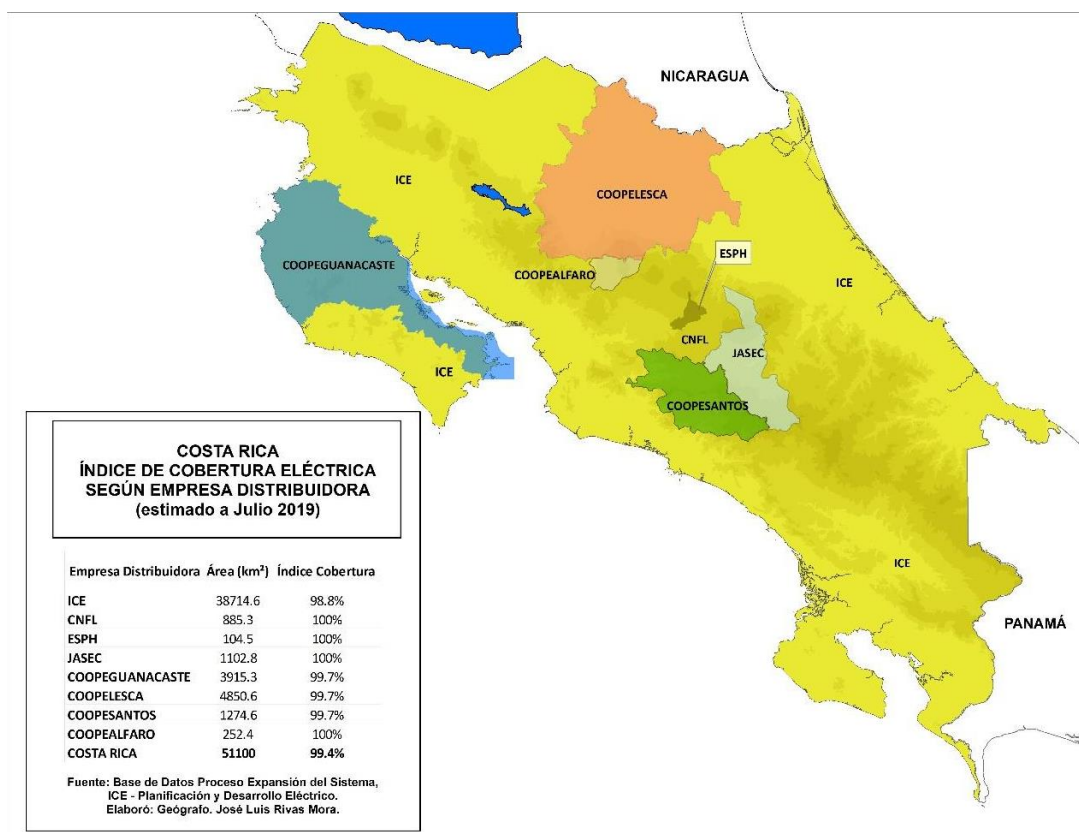 NICARAGUA
ICE
COOPELESCA
COOPEGUANACASTE
COOPEALFARO
ESPH
ICE
CNFL
JASEC
ICE
COOPESANTOS
ICE
PANAMÁ
COSTA RICA
ÍNDICE DE COBERTURA ELÉCTRICA
SEGÚN EMPRESA DISTRIBUIDORA
(estimado a Julio 2019)
Empresa Distribuidora Área (km²) Índice Cobertura
ICE 38714.6 98.8%
CNFL 885.3 100%
ESPH 104.5 100%
JASEC 1102.8 100%
COOPEGUANACASTE 3915.3 99.7%
COOPELESCA 4850.6 99.7%
COOPESANTOS 1274.6 99.7%
COOPEALFARO 252.4 100%
COSTA RICA 51100 99.4%
Fuente: Base de Datos Proceso Expansión del Sistema,
ICE - Planificación y Desarrollo Eléctrico.
Elaboró: Geógrafo. José Luis Rivas Mora.